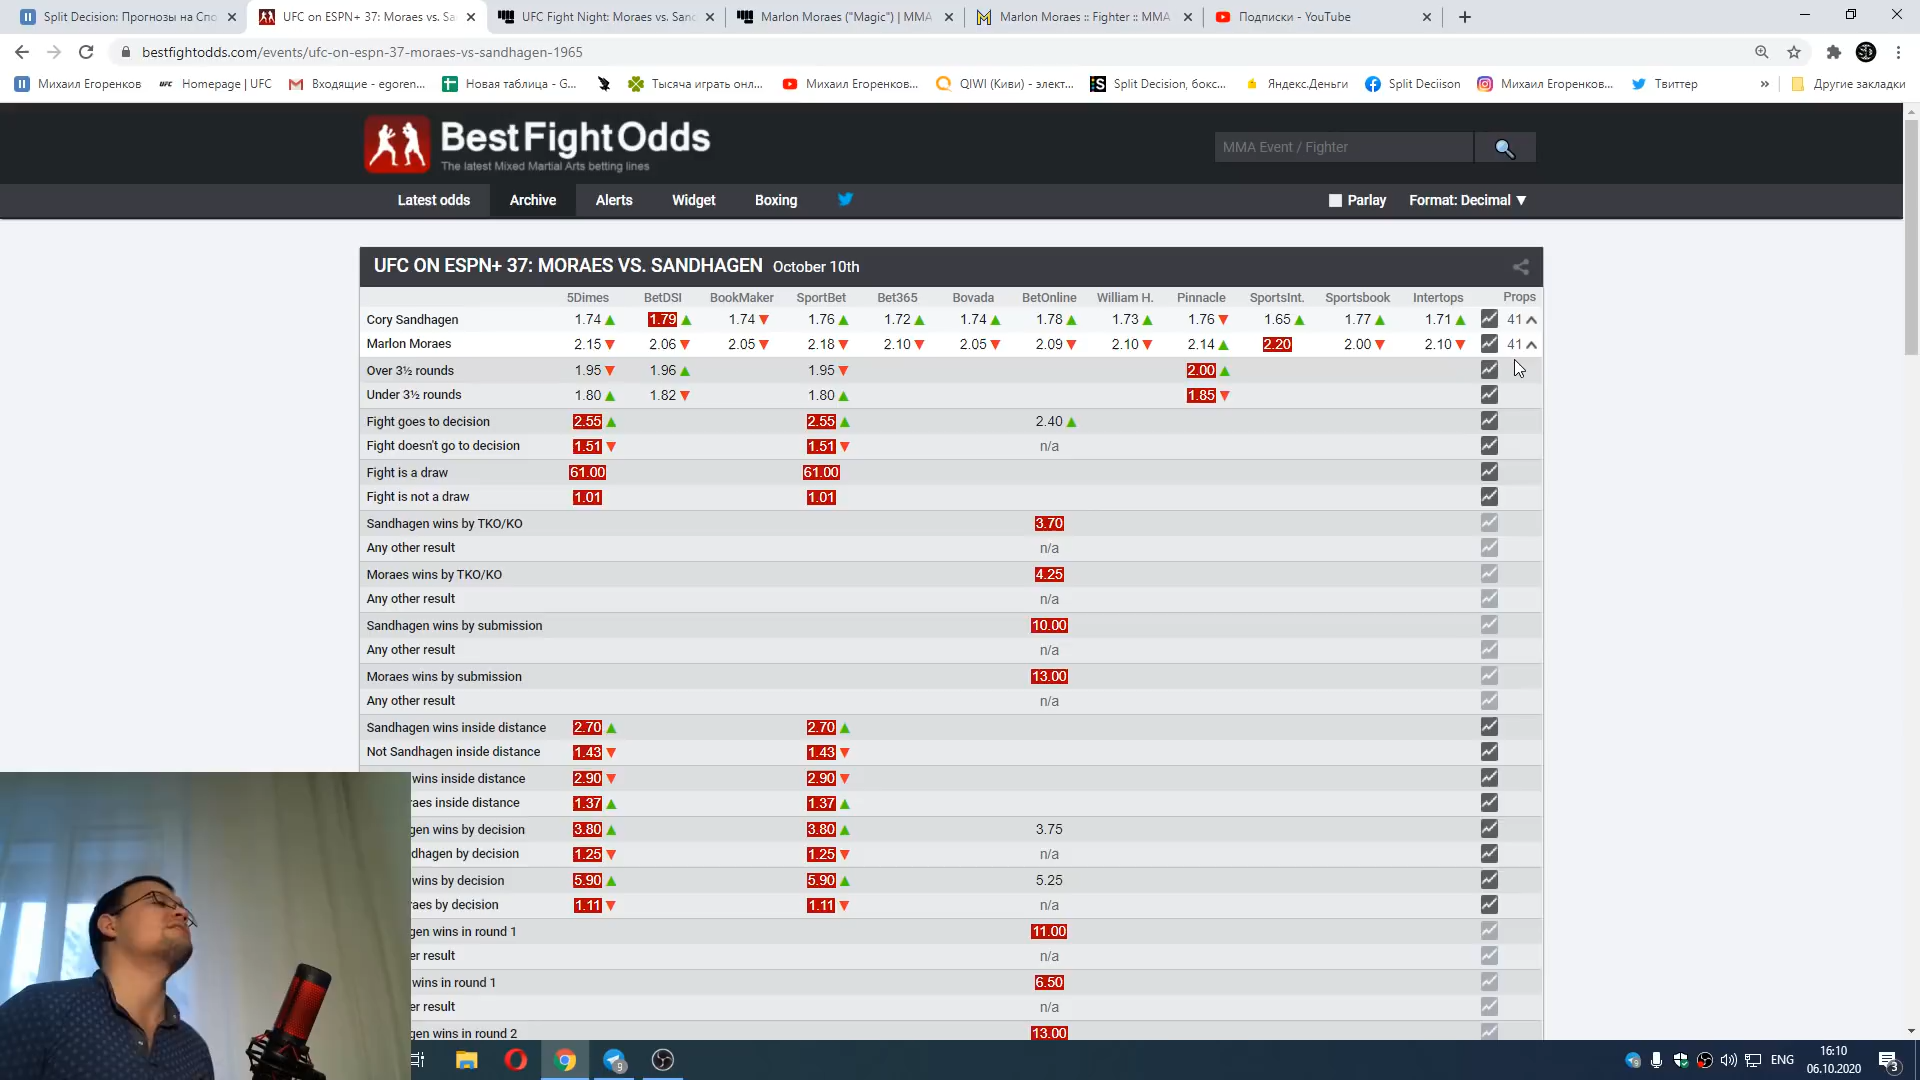 Split Decision: Прогнозы на Спо
UFC on ESPN+ 37: Moraes vs. Sa
UFC Fight Night: Moraes vs. Sanc
Marlon Moraes ("Magic") | MMA
Marlon Moraes :: Fighter :: MMA
Подписки - YouTube
bestfightodds.com/events/ufc-on-espn-37-moraes-vs-sandhagen-1965
Михаил Егоренков
UFC Homepage | UFC
Входящие - egoren...
Новая таблица - G...
Тысяча играть онл...
Михаил Егоренков...
QIWI (Киви) - элект...
Split Decision, бокс...
Яндекс.Деньги
Split Deciison
Михаил Егоренков...
Твиттер
»
Другие закладки
BestFightOdds
The latest Mixed Martial Arts betting lines
MMA Event / Fighter
Latest odds Archive Alerts Widget Boxing Parlay Format: Decimal ▼
UFC ON ESPN+ 37: MORAES VS. SANDHAGEN October 10th
5Dimes BetDSI BookMaker SportBet Bet365 Bovada BetOnline William H. Pinnacle SportsInt. Sportsbook Intertops Props
Cory Sandhagen 1.74▲ 1.79▲ 1.74▼ 1.76▲ 1.72▲ 1.74▲ 1.78▲ 1.73▲ 1.76▼ 1.65▲ 1.77▲ 1.71▲ 41
Marlon Moraes 2.15▼ 2.06▼ 2.05▼ 2.18▼ 2.10▼ 2.05▼ 2.09▼ 2.10▼ 2.14▲ 2.20 2.00▼ 2.10▼ 41
Over 3½ rounds 1.95▼ 1.96▲ 1.95▼ 2.00▲
Under 3½ rounds 1.80▲ 1.82▼ 1.80▲ 1.85▼
Fight goes to decision 2.55▲ 2.55▲ 2.40▲
Fight doesn't go to decision 1.51▼ 1.51▼ n/a
Fight is a draw 61.00 61.00
Fight is not a draw 1.01 1.01
Sandhagen wins by TKO/KO 3.70
Any other result n/a
Moraes wins by TKO/KO 4.25
Any other result n/a
Sandhagen wins by submission 10.00
Any other result n/a
Moraes wins by submission 13.00
Any other result n/a
Sandhagen wins inside distance 2.70▲ 2.70▲
Not Sandhagen inside distance 1.43▼ 1.43▼
wins inside distance 2.90▼ 2.90▼
raes inside distance 1.37▲ 1.37▲
gen wins by decision 3.80▲ 3.80▲ 3.75
dhagen by decision 1.25▼ 1.25▼ n/a
wins by decision 5.90▲ 5.90▲ 5.25
raes by decision 1.11▼ 1.11▼ n/a
gen wins in round 1 11.00
er result n/a
wins in round 1 6.50
er result n/a
gen wins in round 2 13.00
ENG
16:10
06.10.2020
3